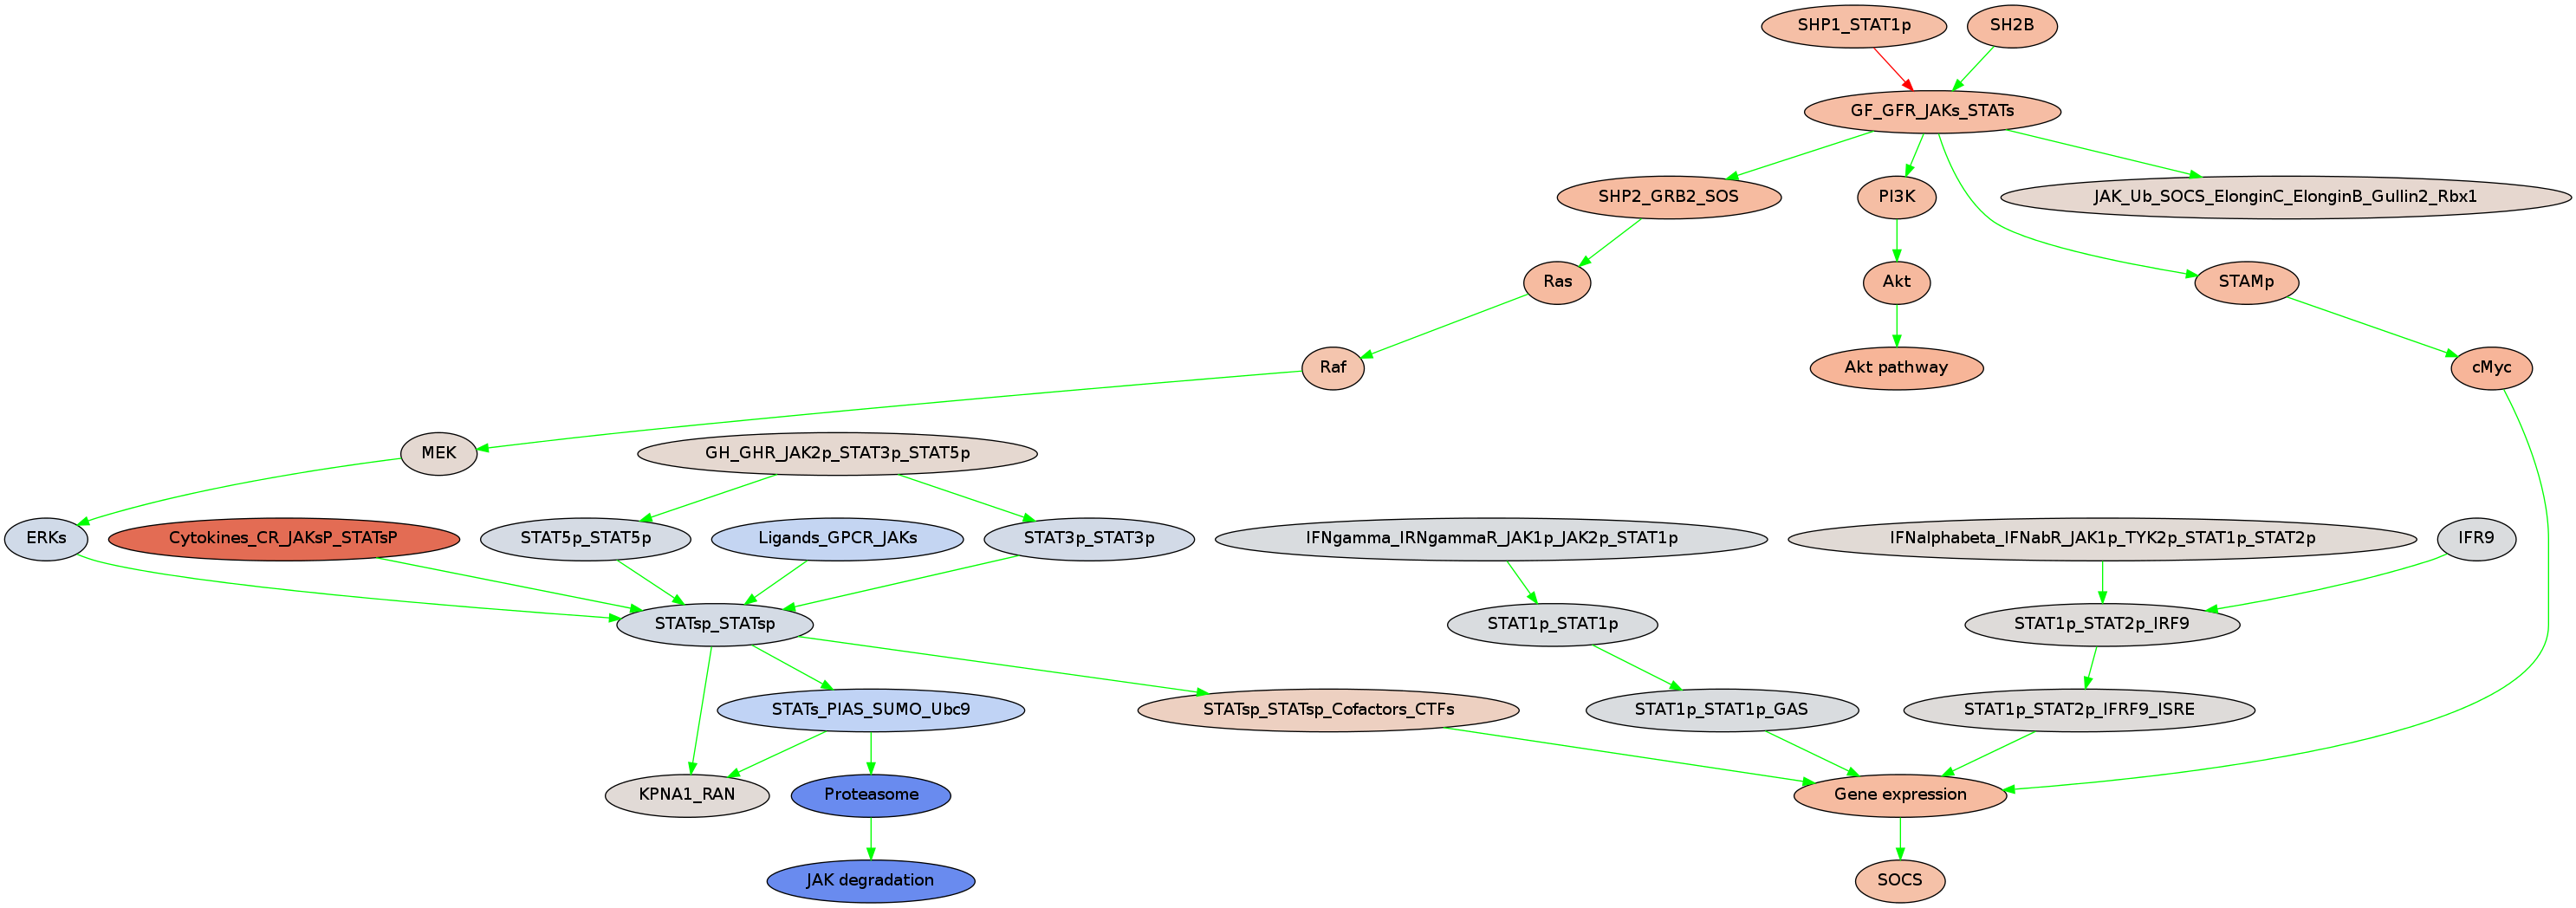 SHP1_STAT1p
SH2B
GF_GFR_JAKs_STATs
SHP2_GRB2_SOS
PI3K
JAK_Ub_SOCS_ElonginC_ElonginB_Gullin2_Rbx1
Ras
Akt
STAMp
Raf
Akt pathway
cMyc
MEK
GH_GHR_JAK2p_STAT3p_STAT5p
ERKs
Cytokines_CR_JAKsP_STATsP
STAT5p_STAT5p
Ligands_GPCR_JAKs
STAT3p_STAT3p
IFNgamma_IRNgammaR_JAK1p_JAK2p_STAT1p
IFNalphabeta_IFNabR_JAK1p_TYK2p_STAT1p_STAT2p
IFR9
STATsp_STATsp
STAT1p_STAT1p
STAT1p_STAT2p_IRF9
STATs_PIAS_SUMO_Ubc9
STATsp_STATsp_Cofactors_CTFs
STAT1p_STAT1p_GAS
STAT1p_STAT2p_IFRF9_ISRE
KPNA1_RAN
Proteasome
Gene expression
JAK degradation
SOCS